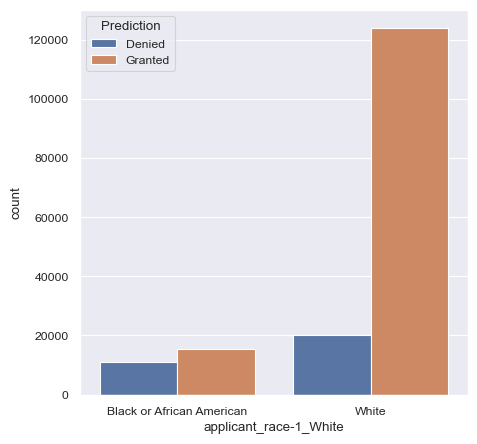 Prediction
Denied
Granted
120000
100000
80000
60000
40000
20000
0
count
Black or African American
White
applicant_race-1_White